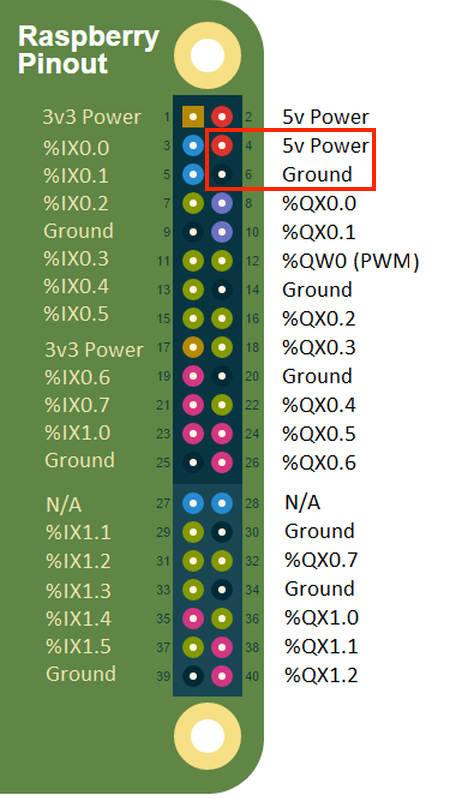 Raspberry
Pinout
3v3 Power 1 2 5v Power
%IX0.0 3 4 5v Power
%IX0.1 5 6 Ground
%IX0.2 7 8 %QX0.0
Ground 9 10 %QX0.1
%IX0.3 11 12 %QW0 (PWM)
%IX0.4 13 14 Ground
%IX0.5 15 16 %QX0.2
3v3 Power 17 18 %QX0.3
%IX0.6 19 20 Ground
%IX0.7 21 22 %QX0.4
%IX1.0 23 24 %QX0.5
Ground 25 26 %QX0.6
N/A 27 28 N/A
%IX1.1 29 30 Ground
%IX1.2 31 32 %QX0.7
%IX1.3 33 34 Ground
%IX1.4 35 36 %QX1.0
%IX1.5 37 38 %QX1.1
Ground 39 40 %QX1.2